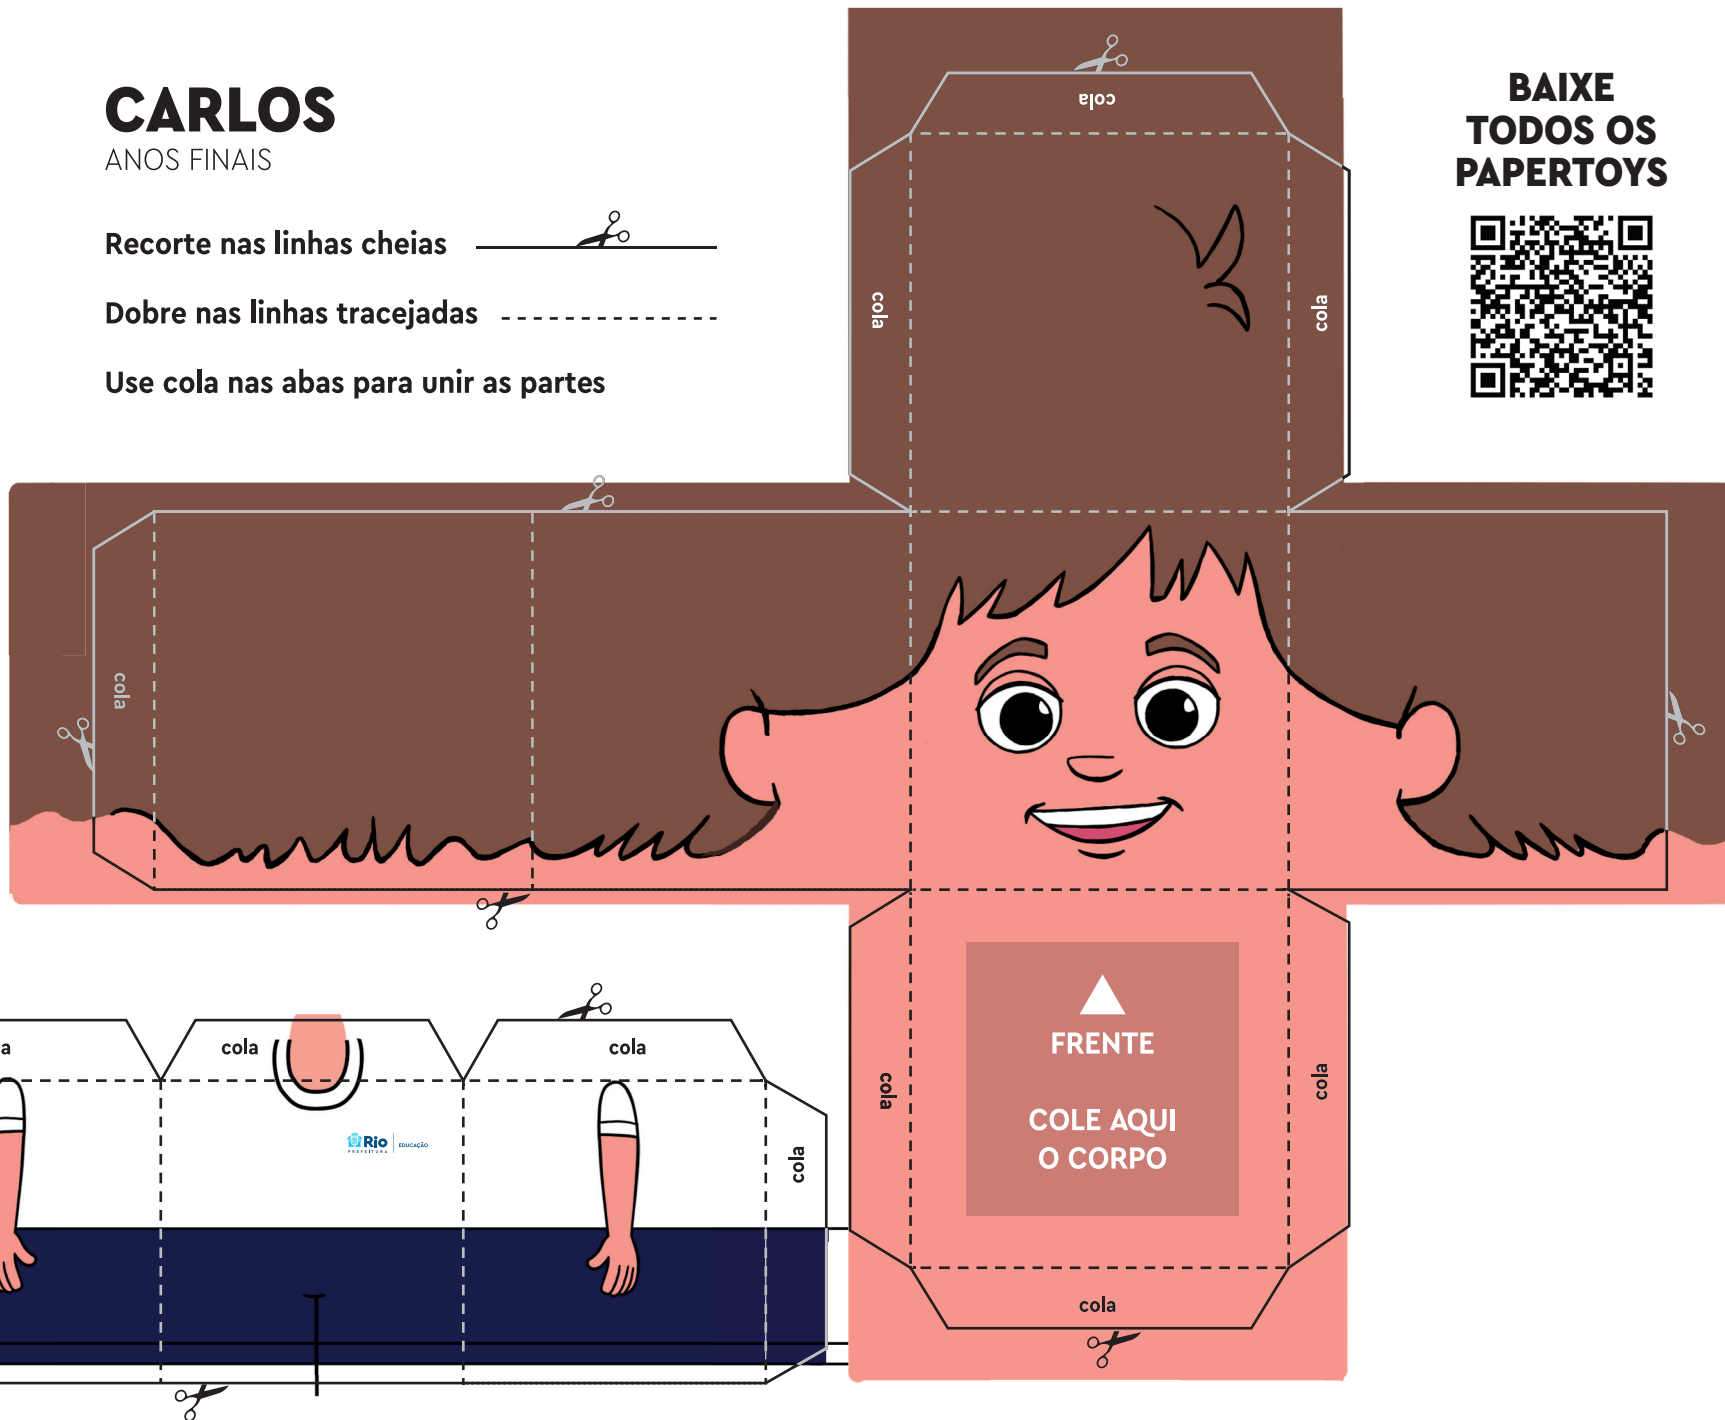 CARLOS
ANOS FINAIS
Recorte nas linhas cheias
Dobre nas linhas tracejadas
Use cola nas abas para unir as partes
cola
cola
cola
BAIXE
TODOS OS
PAPERTOYS
cola
a
cola
cola
cola
Rio
PREFEITURA
EDUCAÇÃO
cola
cola
FRENTE
COLE AQUI
O CORPO
cola